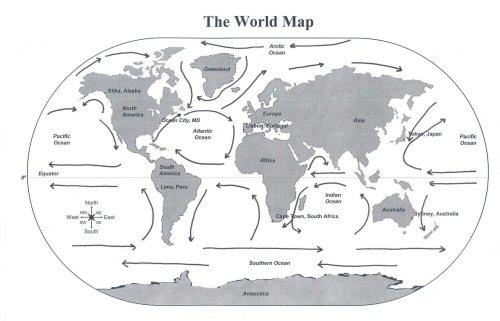 The World Map
Arctic
Ocean
Greenland
Sitka, Alaska
North
America
Europe
Asia
Ocean City, MD
Lisbon, Portugal
Pacific
Ocean
Atlantic
Ocean
Tokyo, Japan
Pacific
Ocean
Africa
South
America
0°
Equator
Lima, Peru
Indian
Ocean
North
NW NE
West East
SW SE
South
Cape Town, South Africa
Australia
Sydney, Australia
Southern Ocean
Antarctica